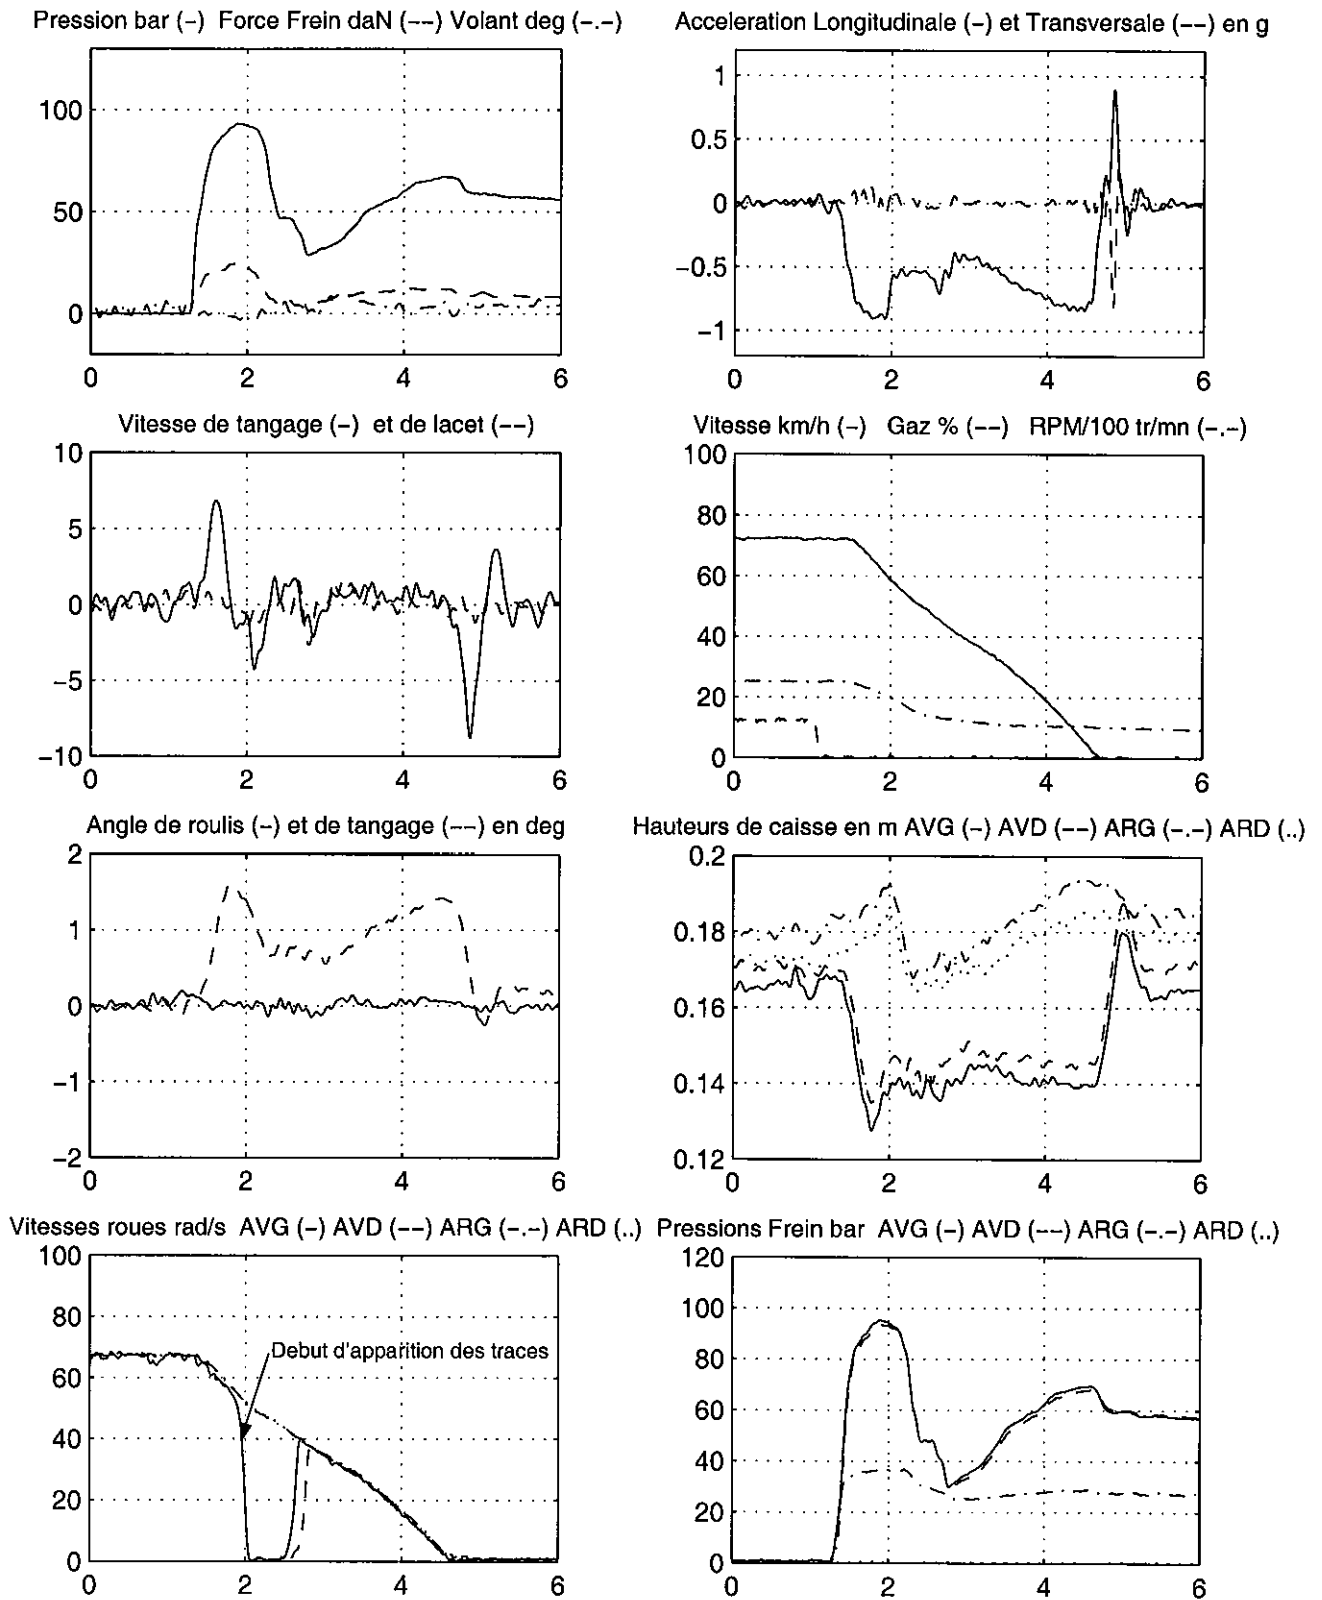 Pression bar (-) Force Frein daN (--) Volant deg (-.-)
100
50
0
0 2 4 6
Acceleration Longitudinale (-) et Transversale (--) en g
1
0.5
0
-0.5
-1
0 2 4 6
Vitesse de tangage (-) et de lacet (--)
10
5
0
-5
-10
0 2 4 6
Vitesse km/h (-) Gaz % (--) RPM/100 tr/mn (-.-)
100
80
60
40
20
0
0 2 4 6
Angle de roulis (-) et de tangage (--) en deg
2
1
0
-1
-2
0 2 4 6
Hauteurs de caisse en m AVG (-) AVD (--) ARG (-.-) ARD (..)
0.2
0.18
0.16
0.14
0.12
0 2 4 6
Vitesses roues rad/s AVG (-) AVD (--) ARG (-.-) ARD (..)
100
80
60
40
20
0
Debut d'apparition des traces
0 2 4 6
Pressions Frein bar AVG (-) AVD (--) ARG (-.-) ARD (..)
120
100
80
60
40
20
0
0 2 4 6